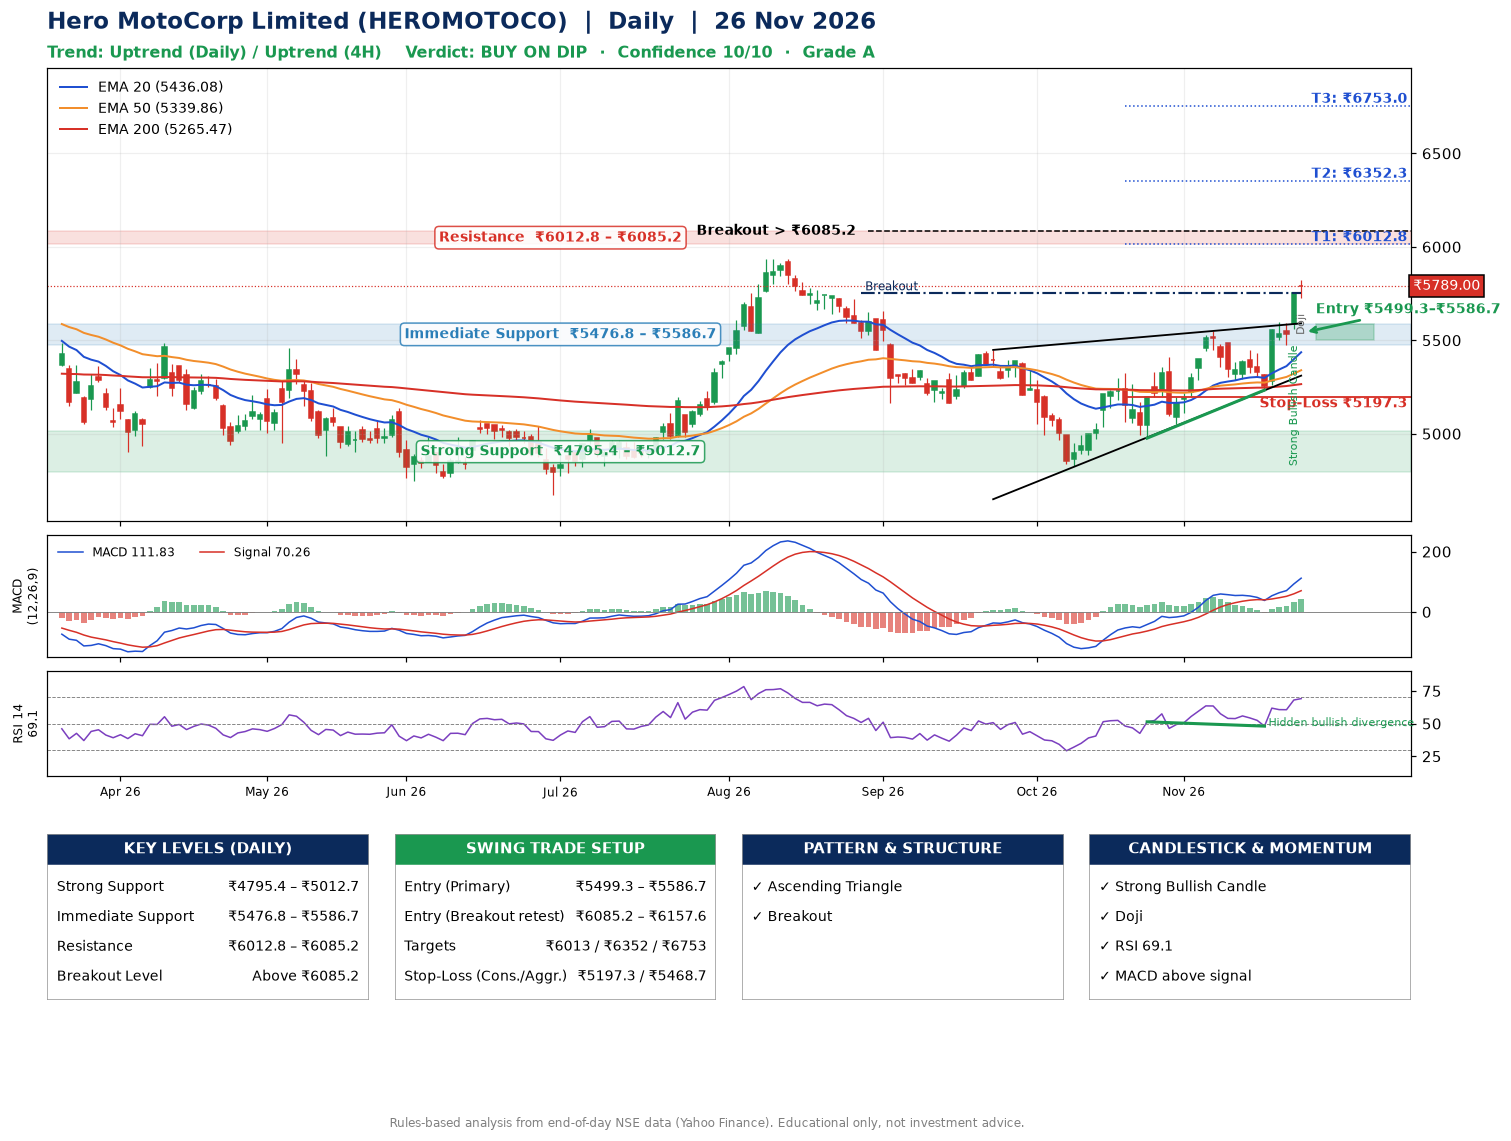 Hero MotoCorp Limited (HEROMOTOCO)  |  Daily  |  26 Nov 2026
Trend: Uptrend (Daily) / Uptrend (4H)    Verdict: BUY ON DIP  ·  Confidence 10/10  ·  Grade A
EMA 20 (5436.08)
EMA 50 (5339.86)
EMA 200 (5265.47)
T3: ₹6753.0
6500
T2: ₹6352.3
Breakout > ₹6085.2
Resistance  ₹6012.8 – ₹6085.2
T1: ₹6012.8
6000
Breakout
₹5789.00
Entry ₹5499.3–₹5586.7
Doji
Immediate Support  ₹5476.8 – ₹5586.7
5500
Strong Bullish Candle
Stop-Loss ₹5197.3
Strong Support  ₹4795.4 – ₹5012.7
5000
MACD
(12,26,9)
MACD 111.83
Signal 70.26
200
0
RSI 14
69.1
75
50
25
Hidden bullish divergence
Apr 26
May 26
Jun 26
Jul 26
Aug 26
Sep 26
Oct 26
Nov 26
KEY LEVELS (DAILY)
Strong Support ₹4795.4 – ₹5012.7
Immediate Support ₹5476.8 – ₹5586.7
Resistance ₹6012.8 – ₹6085.2
Breakout Level Above ₹6085.2
SWING TRADE SETUP
Entry (Primary) ₹5499.3 – ₹5586.7
Entry (Breakout retest) ₹6085.2 – ₹6157.6
Targets ₹6013 / ₹6352 / ₹6753
Stop-Loss (Cons./Aggr.) ₹5197.3 / ₹5468.7
PATTERN & STRUCTURE
✓ Ascending Triangle
✓ Breakout
CANDLESTICK & MOMENTUM
✓ Strong Bullish Candle
✓ Doji
✓ RSI 69.1
✓ MACD above signal
Rules-based analysis from end-of-day NSE data (Yahoo Finance). Educational only, not investment advice.